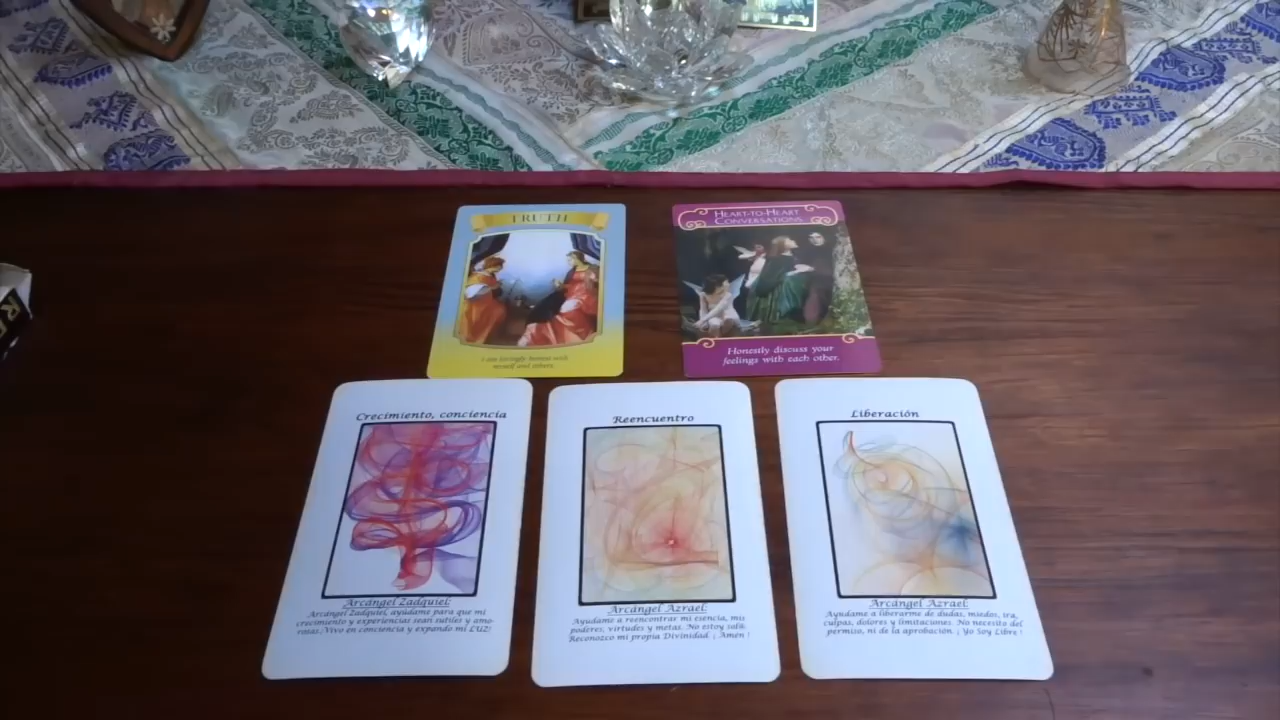 TRUTH
I am lovingly honest with
myself and others.
HEART-TO-HEART
CONVERSATIONS
Honestly discuss your
feelings with each other.
Crecimiento, conciencia
Arcángel Zadquiel:
Arcángel Zadquiel, ayúdame para que mi
crecimiento y experiencias sean sutiles y amo-
rosas. Vivo en conciencia y expando mi LUZ!
Reencuentro
Arcángel Azrael:
Ayudame a reencontrar mi esencia, mis
poderes, virtudes y metas. No estoy sol@.
Reconozco mi propia Divinidad. ¡ Amén !
Liberación
Arcángel Azrael:
Ayudame a liberarme de dudas, miedos, ira,
culpas, dolores y limitaciones. No necesito del
permiso, ni de la aprobación. ¡ Yo Soy Libre !